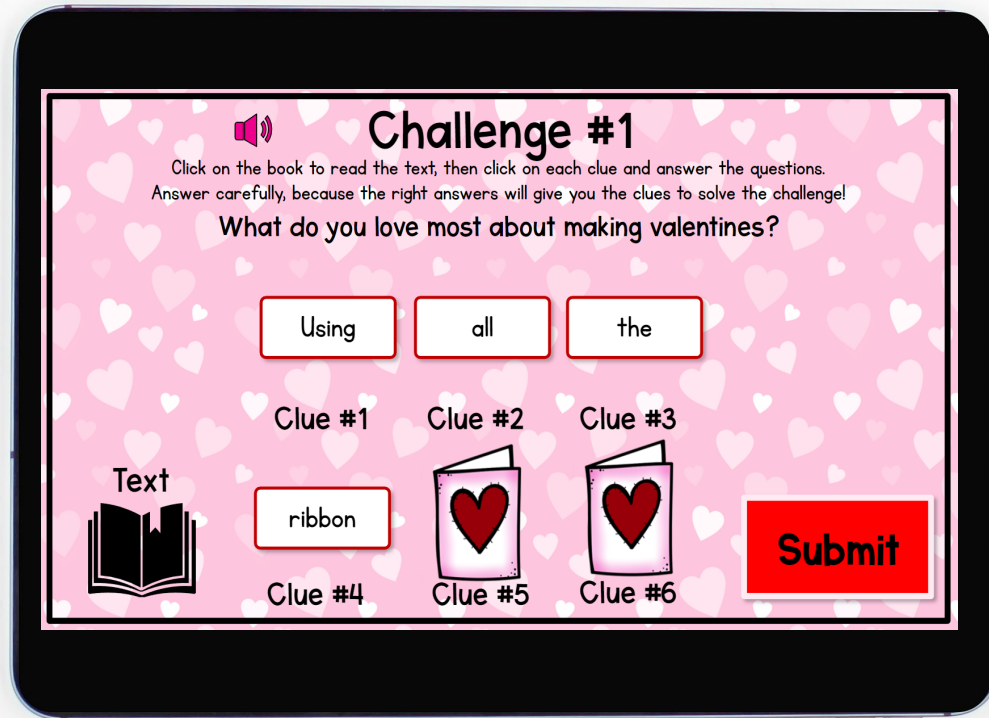 Challenge #1
Click on the book to read the text, then click on each clue and answer the questions.
Answer carefully, because the right answers will give you the clues to solve the challenge!
What do you love most about making valentines?
Using all the
Clue #1 Clue #2 Clue #3
Text
ribbon
Submit
Clue #4 Clue #5 Clue #6